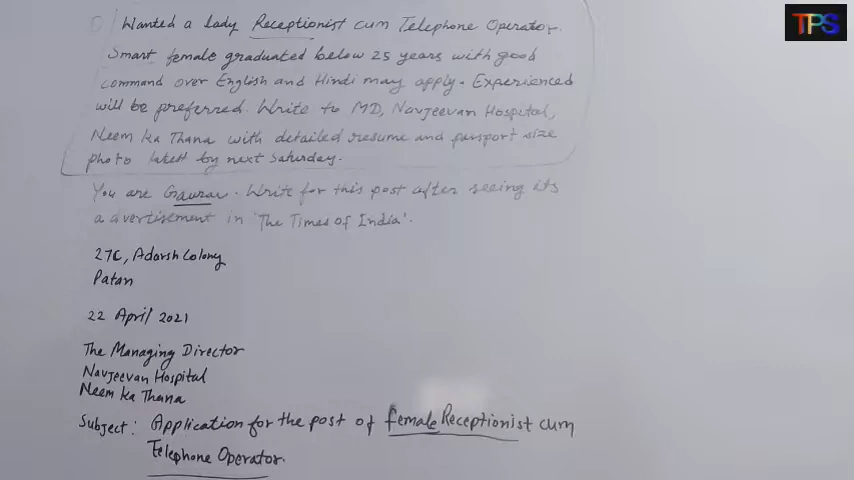 TPS
Wanted a lady Receptionist cum Telephone Operator.
Smart female graduated below 25 years with good
command over English and Hindi may apply. Experienced
will be preferred. Write to MD, Navjeevan Hospital,
Neem Ka Thana with detailed resume and passport size
photo latest by next Saturday.
You are Gaurav. Write for this post after seeing its
a advertisement in 'The Times of India'.
27C, Adarsh Colony
Patan
22 April 2021
The Managing Director
Navjeevan Hospital
Neem Ka Thana
Subject: Application for the post of female Receptionist cum
Telephone Operator.